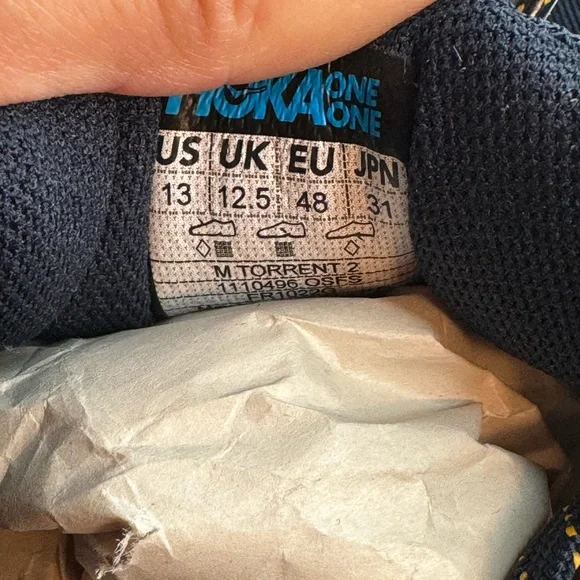 HOKA ONE ONE
US UK EU JPN
13 12.5 48 31
M TORRENT 2
1110496 OSFS